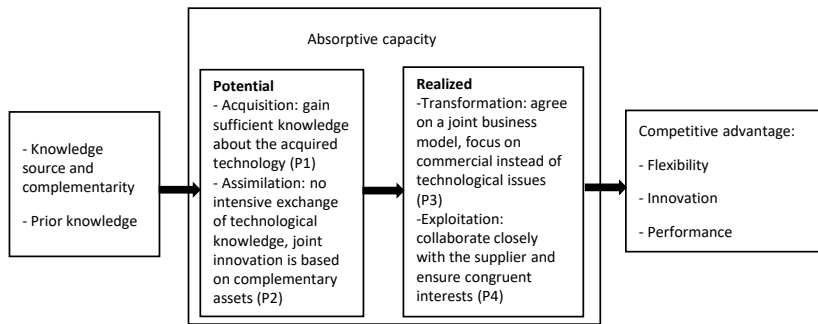 Absorptive capacity
- Knowledge
source and
complementarity
- Prior knowledge
Potential
- Acquisition: gain
sufficient knowledge
about the acquired
technology (P1)
- Assimilation: no
intensive exchange
of technological
knowledge, joint
innovation is based
on complementary
assets (P2)
Realized
-Transformation: agree
on a joint business
model, focus on
commercial instead of
technological issues
(P3)
-Exploitation:
collaborate closely
with the supplier and
ensure congruent
interests (P4)
Competitive advantage:
- Flexibility
- Innovation
- Performance